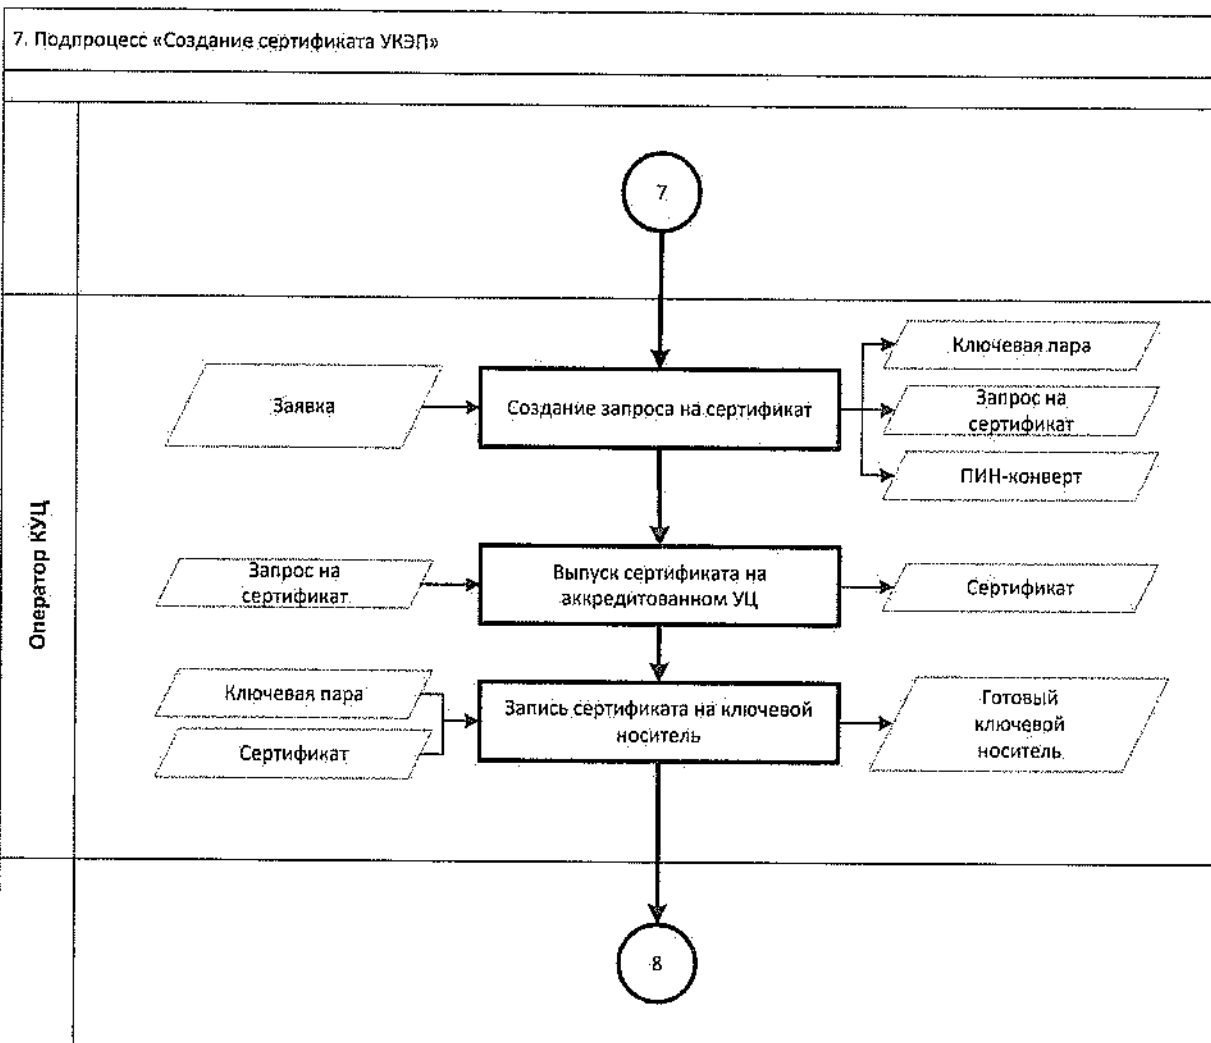 7. Подпроцесс «Создание сертификата УКЭП»
7
Оператор КУЦ
Заявка
Создание запроса на сертификат
Ключевая пара
Запрос на
сертификат
ПИН-конверт
Запрос на
сертификат
Выпуск сертификата на
аккредитованном УЦ
Сертификат
Ключевая пара
Сертификат
Запись сертификата на ключевой
носитель
Готовый
ключевой
носитель
8